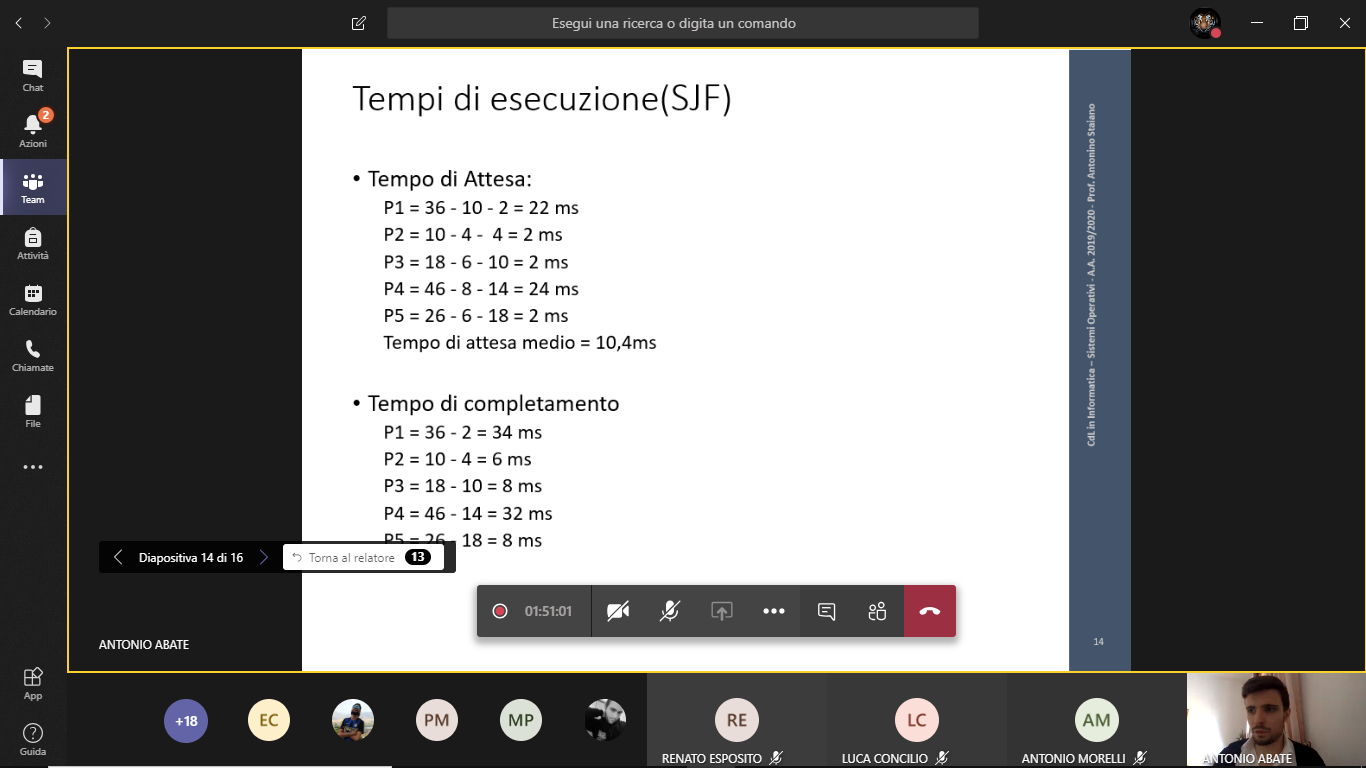 Esegui una ricerca o digita un comando
Chat
2
Azioni
Team
Attività
Calendario
Chiamate
File
App
Guida
Tempi di esecuzione(SJF)
• Tempo di Attesa:
P1 = 36 - 10 - 2 = 22 ms
P2 = 10 - 4 - 4 = 2 ms
P3 = 18 - 6 - 10 = 2 ms
P4 = 46 - 8 - 14 = 24 ms
P5 = 26 - 6 - 18 = 2 ms
Tempo di attesa medio = 10,4ms
• Tempo di completamento
P1 = 36 - 2 = 34 ms
P2 = 10 - 4 = 6 ms
P3 = 18 - 10 = 8 ms
P4 = 46 - 14 = 32 ms
P5 = 26 - 18 = 8 ms
CdL in Informatica – Sistemi Operativi - A.A. 2019/2020 - Prof. Antonino Staiano
14
Diapositiva 14 di 16
Torna al relatore 13
01:51:01
ANTONIO ABATE
+18
EC
PM
MP
RE
RENATO ESPOSITO
LC
LUCA CONCILIO
AM
ANTONIO MORELLI
ANTONIO ABATE